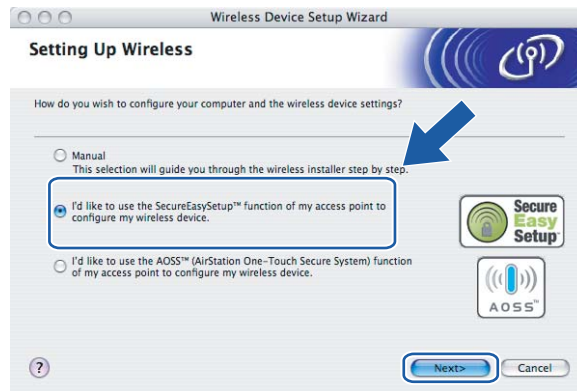 Wireless Device Setup Wizard
Setting Up Wireless
How do you wish to configure your computer and the wireless device settings?
Manual
This selection will guide you through the wireless installer step by step.
I'd like to use the SecureEasySetup™ function of my access point to
configure my wireless device.
I'd like to use the AOSS™ (AirStation One-Touch Secure System) function
of my access point to configure my wireless device.
Secure
Easy
Setup™
AOSS™
?
Next>
Cancel